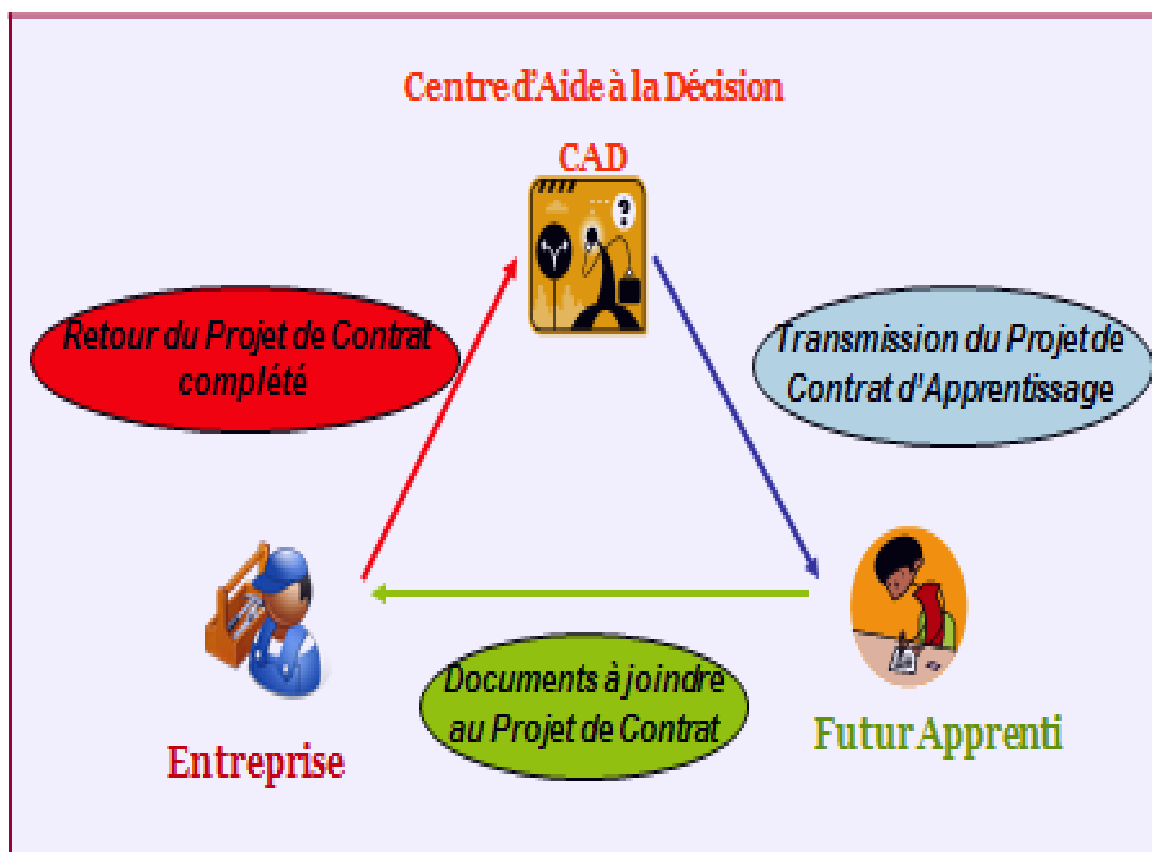 Centre d'Aide à la Décision
CAD
?
Retour du Projet de Contrat
complété
Transmission du Projet de
Contrat d'Apprentissage
Documents à joindre
au Projet de Contrat
Entreprise
Futur Apprenti